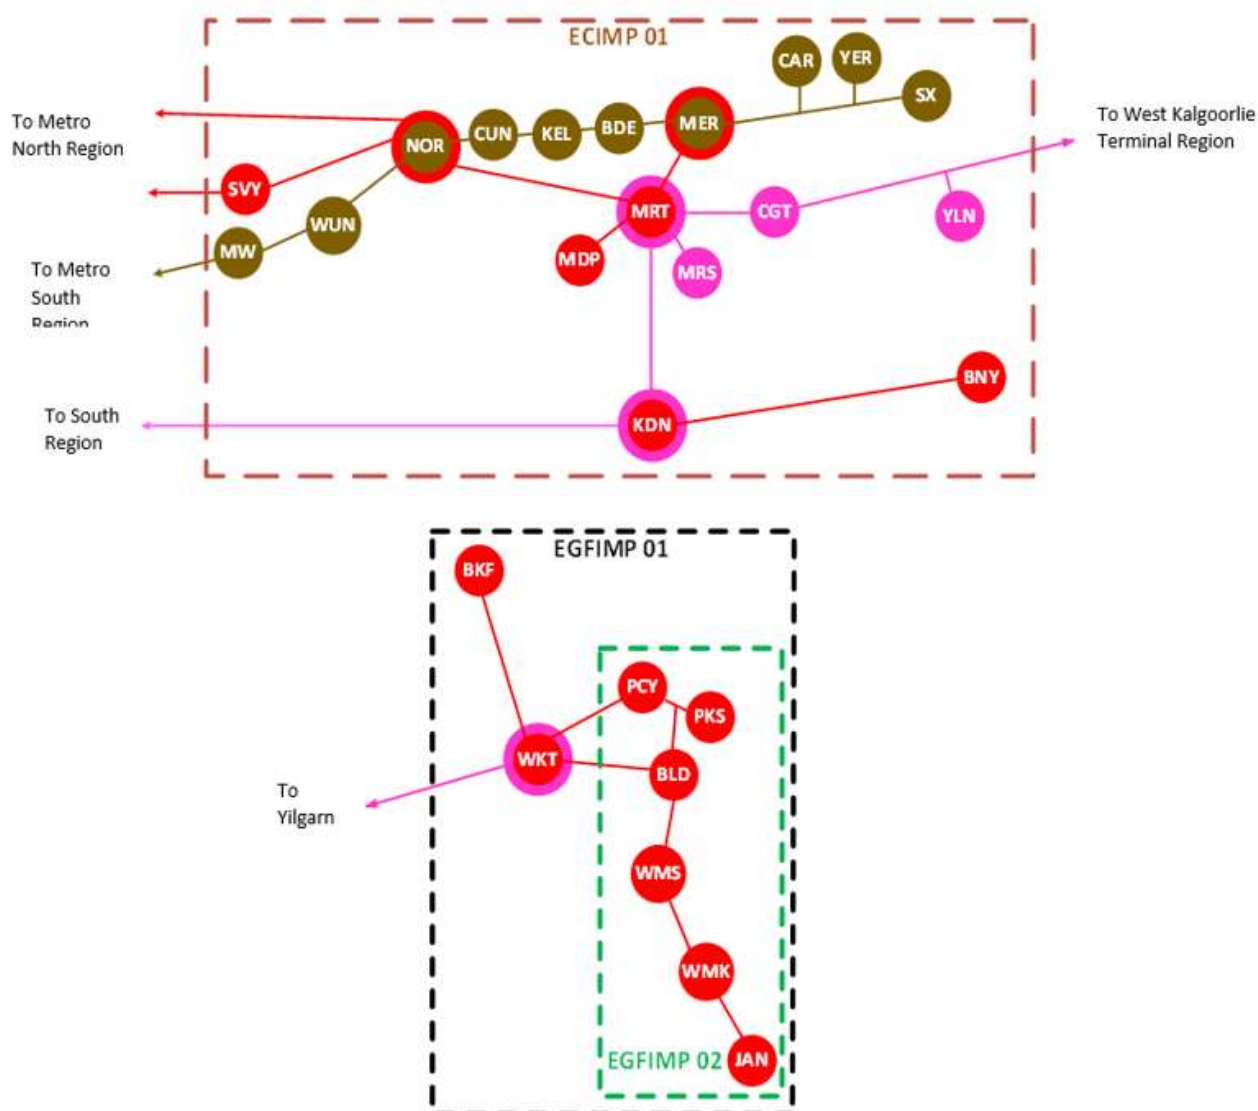 ECIMP 01
CAR
YER
SX
To West Kalgoorlie
Terminal Region
To Metro
North Region
NOR
CUN
KEL
BDE
MER
SVY
WUN
MW
MRT
CGT
YLN
MDP
MRS
To Metro
South
Region
BNY
To South
Region
KDN
EGFIMP 01
BKF
PCY
PKS
WKT
BLD
To
Yilgarn
WMS
WMK
EGFIMP 02
JAN